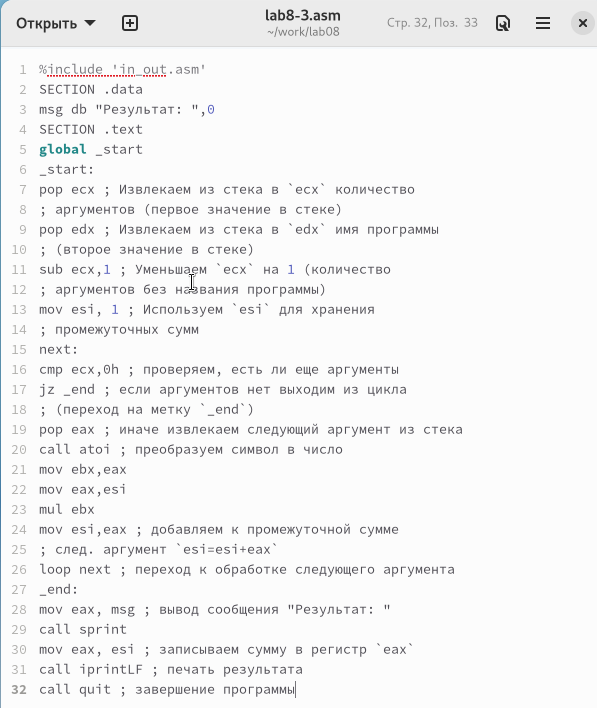 Открыть
lab8-3.asm
~/work/lab08
Стр. 32, Поз. 33
1 %include 'in_out.asm'
2 SECTION .data
3 msg db "Результат: ",0
4 SECTION .text
5 global _start
6 _start:
7 pop ecx ; Извлекаем из стека в `ecx` количество
8 ; аргументов (первое значение в стеке)
9 pop edx ; Извлекаем из стека в `edx` имя программы
10 ; (второе значение в стеке)
11 sub ecx,1 ; Уменьшаем `ecx` на 1 (количество
12 ; аргументов без названия программы)
13 mov esi, 1 ; Используем `esi` для хранения
14 ; промежуточных сумм
15 next:
16 cmp ecx,0h ; проверяем, есть ли еще аргументы
17 jz _end ; если аргументов нет выходим из цикла
18 ; (переход на метку `_end`)
19 pop eax ; иначе извлекаем следующий аргумент из стека
20 call atoi ; преобразуем символ в число
21 mov ebx,eax
22 mov eax,esi
23 mul ebx
24 mov esi,eax ; добавляем к промежуточной сумме
25 ; след. аргумент `esi=esi+eax`
26 loop next ; переход к обработке следующего аргумента
27 _end:
28 mov eax, msg ; вывод сообщения "Результат: "
29 call sprint
30 mov eax, esi ; записываем сумму в регистр `eax`
31 call iprintLF ; печать результата
32 call quit ; завершение программы